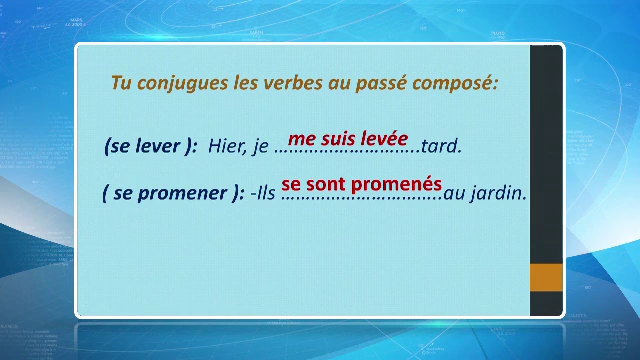 Tu conjugues les verbes au passé composé:
(se lever ): Hier, je ...me suis levée...tard.
( se promener ): -Ils ...se sont promenés...au jardin.